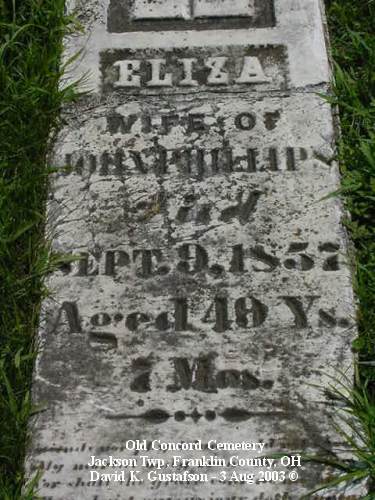 ELIZA
WIFE OF
JOHN PHILLIPS
Died
SEPT. 9, 1857
Aged 49 Ys.
7 Mos.
Old Concord Cemetery
Jackson Twp. Franklin County, OH
David K. Gustafson - 3 Aug 2003 ©